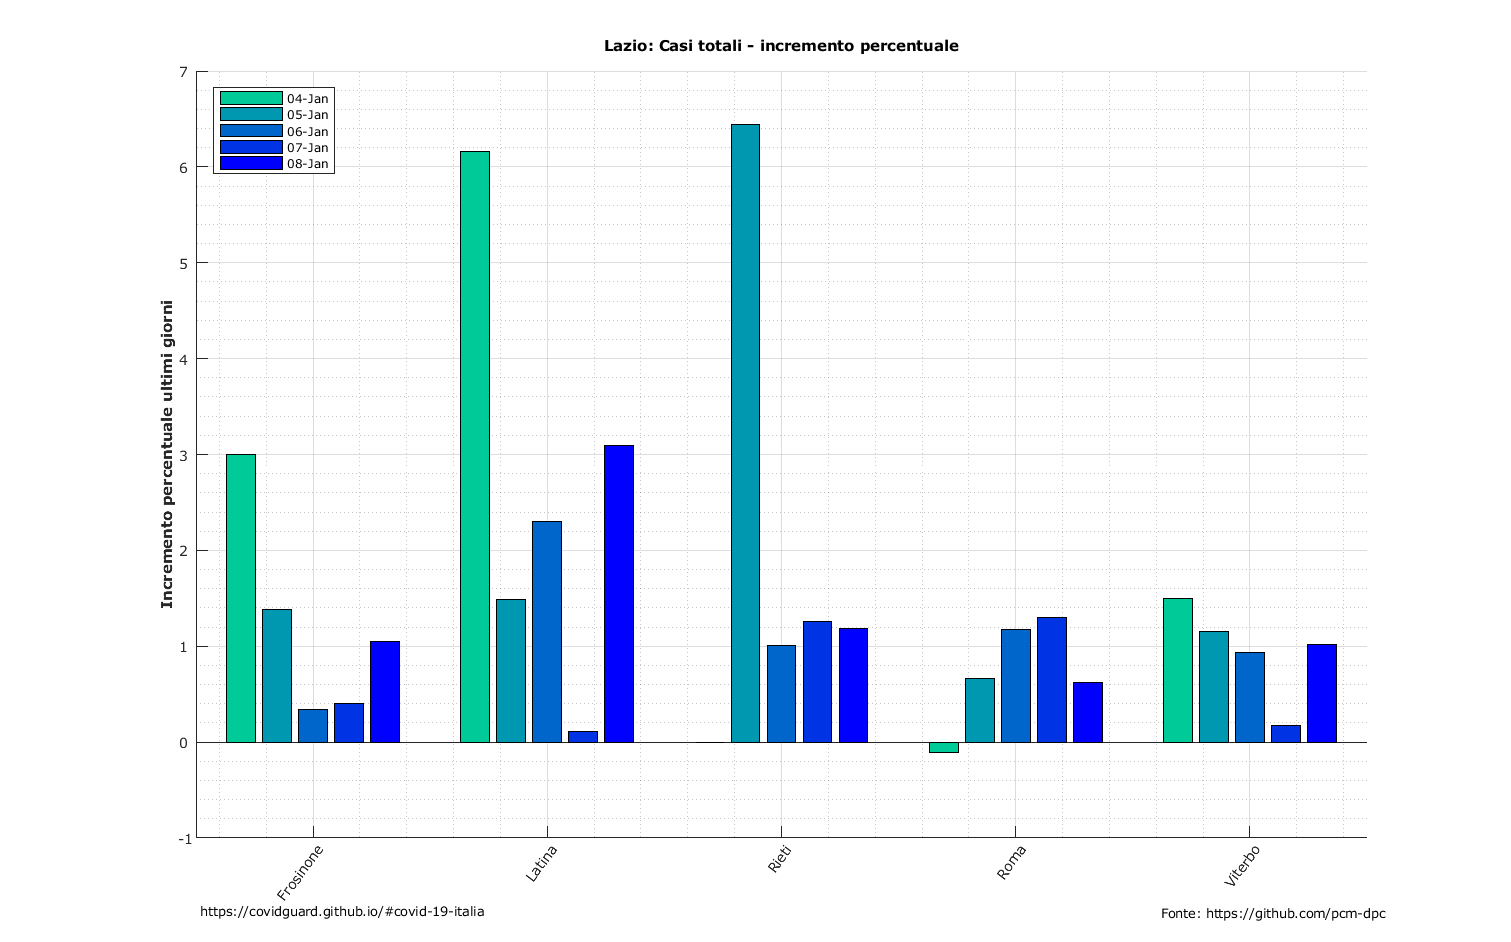 Lazio: Casi totali - incremento percentuale
Incremento percentuale ultimi giorni
7
6
5
4
3
2
1
0
-1
04-Jan
05-Jan
06-Jan
07-Jan
08-Jan
Frosinone
Latina
Rieti
Roma
Viterbo
https://covidguard.github.io/#covid-19-italia
Fonte: https://github.com/pcm-dpc